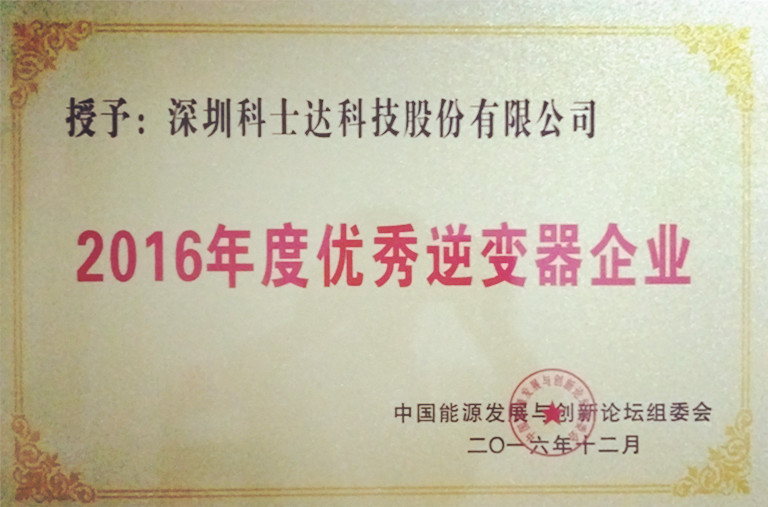 授予：深圳科士达科技股份有限公司
2016年度优秀逆变器企业
中国能源发展与创新论坛组委会
二〇一六年十二月